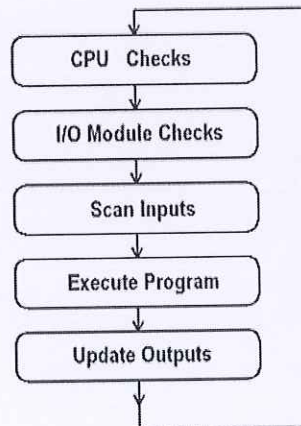 CPU Checks
I/O Module Checks
Scan Inputs
Execute Program
Update Outputs